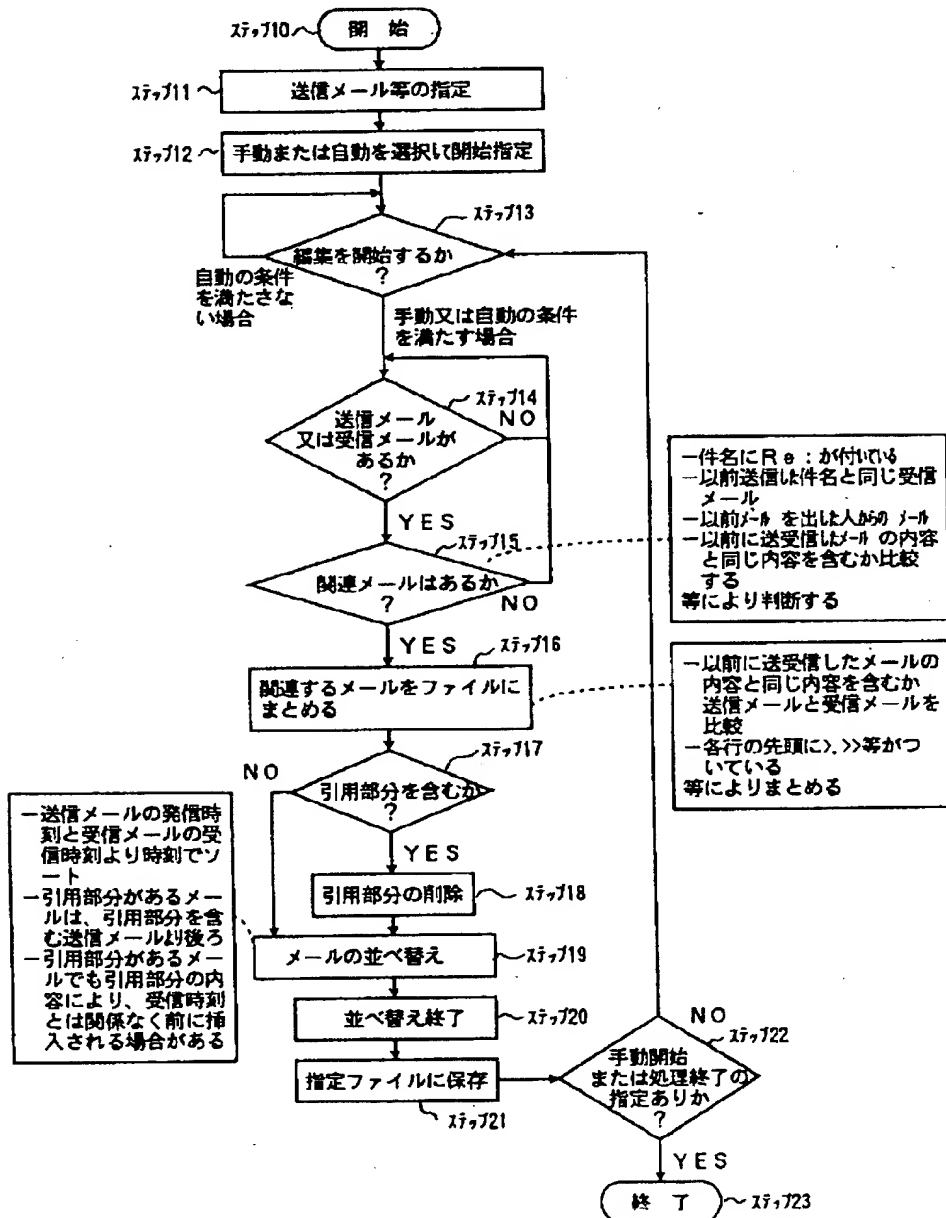 ステップ10
開 始
ステップ11
送信メール等の指定
ステップ12
手動または自動を選択して開始指定
ステップ13
編集を開始するか
?
自動の条件
を満たさな
い場合
手動又は自動の条件
を満たす場合
ステップ14
送信メール
又は受信メールが
あるか
?
NO
YES
ー件名にRe:が付いている
ー以前送信した件名と同じ受信
メール
ー以前メールを出した人からのメール
ー以前に送受信したメールの内容
と同じ内容を含むか比較
する
等により判断する
ステップ15
関連メールはあるか
?
NO
YES
ステップ16
関連するメールをファイルに
まとめる
ー以前に送受信したメールの
内容と同じ内容を含むか
送信メールと受信メールを
比較
ー各行の先頭に>,>>等がつ
いている
等によりまとめる
ステップ17
引用部分を含むか
?
NO
YES
ー送信メールの発信時
刻と受信メールの受
信時刻より時刻でソ
ート
ー引用部分があるメー
ルは、引用部分を含
む送信メールより後ろ
ー引用部分があるメー
ルでも引用部分の内
容により、受信時刻
とは関係なく前に挿
入される場合がある
引用部分の削除
ステップ18
メールの並べ替え
ステップ19
並べ替え終了
ステップ20
指定ファイルに保存
ステップ21
NO
ステップ22
手動開始
または処理終了の
指定ありか
?
YES
終 了
ステップ23